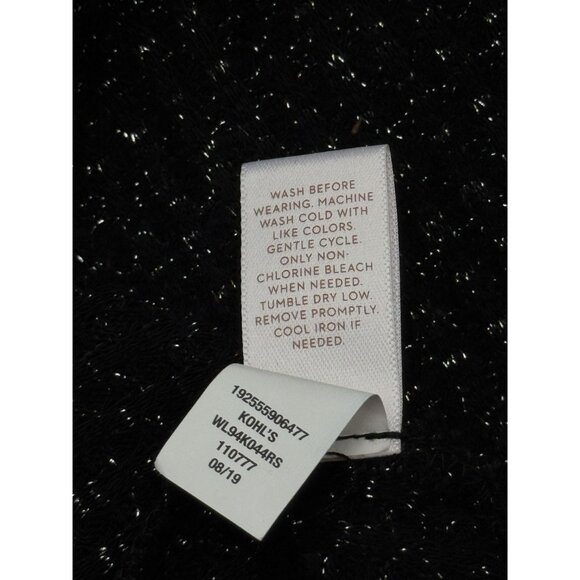 WASH BEFORE
WEARING. MACHINE
WASH COLD WITH
LIKE COLORS.
GENTLE CYCLE.
ONLY NON-
CHLORINE BLEACH
WHEN NEEDED.
TUMBLE DRY LOW.
REMOVE PROMPTLY.
COOL IRON IF
NEEDED.
192555906477
KOHL'S
WL94K044RS
110777
08/19